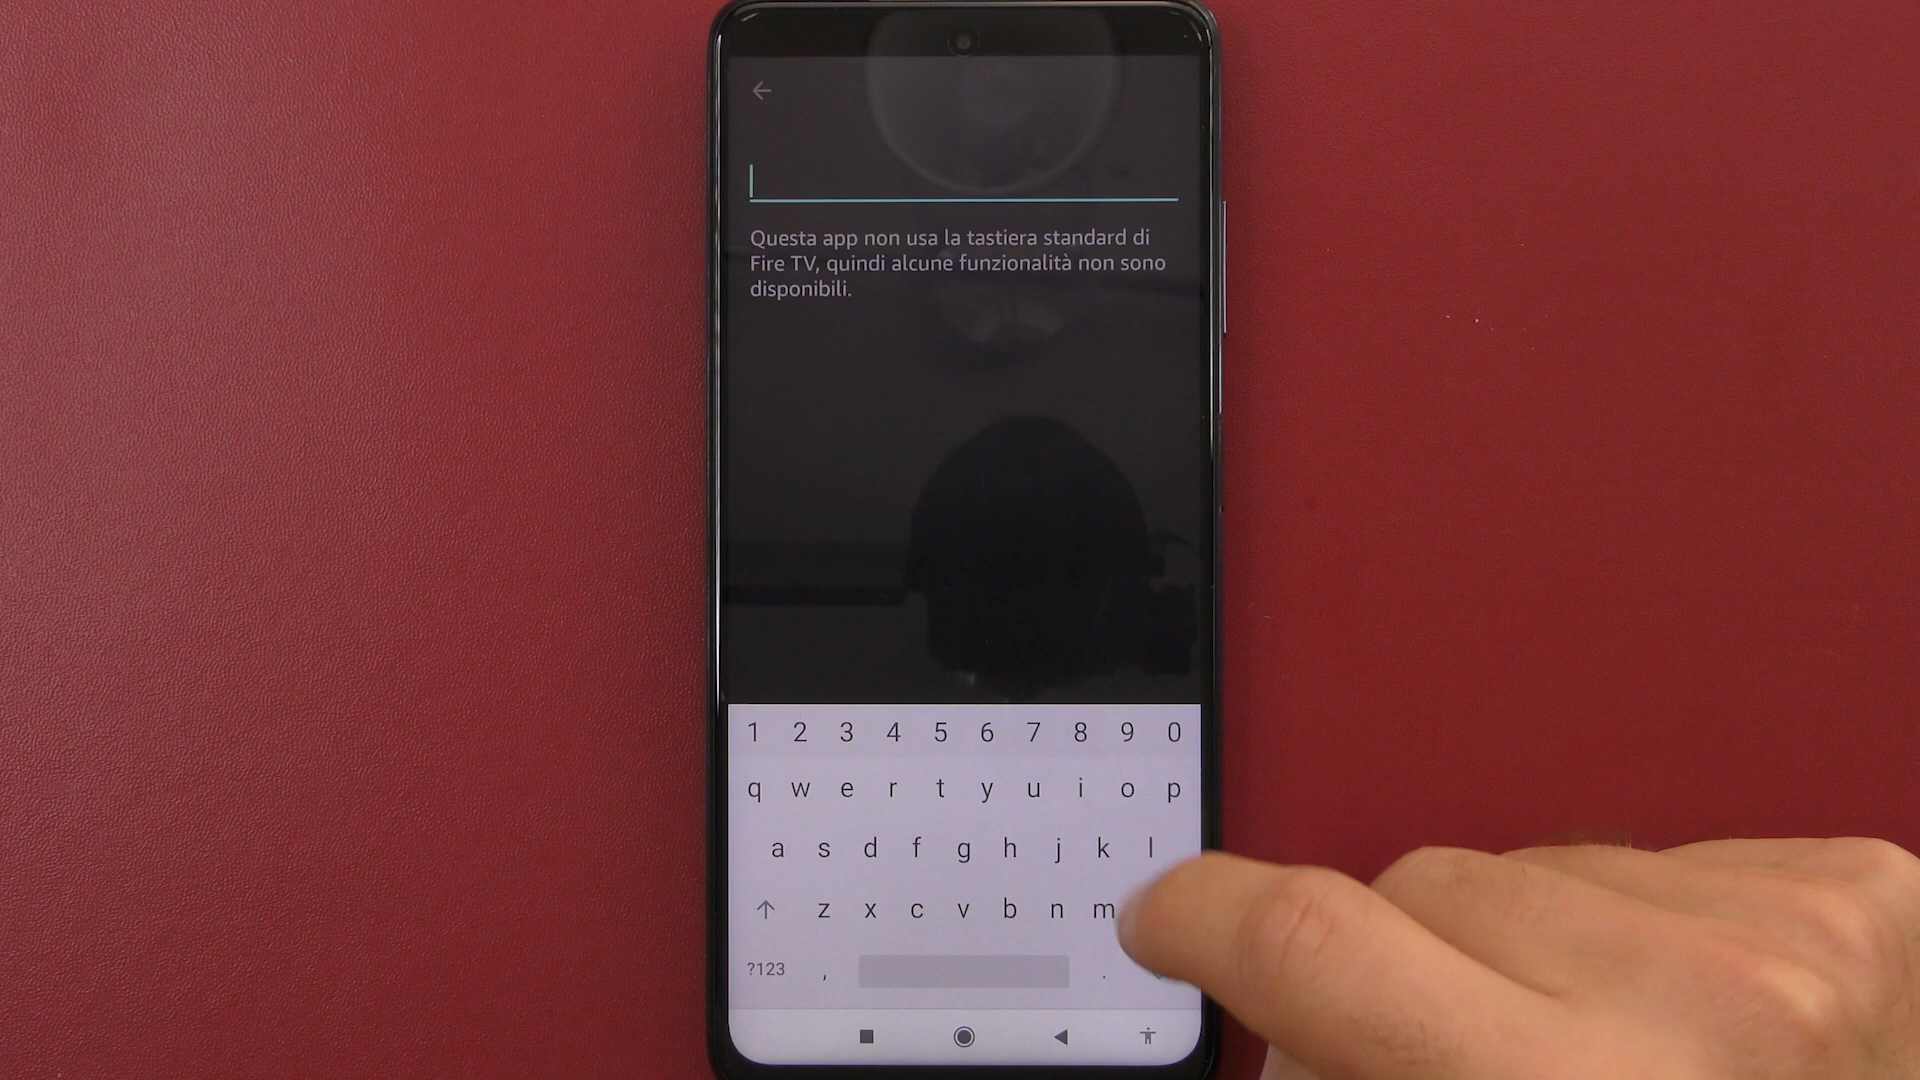 Questa app non usa la tastiera standard di
Fire TV, quindi alcune funzionalità non sono
disponibili.
1 2 3 4 5 6 7 8 9 0
q w e r t y u i o p
a s d f g h j k l
z x c v b n m
?123 , .